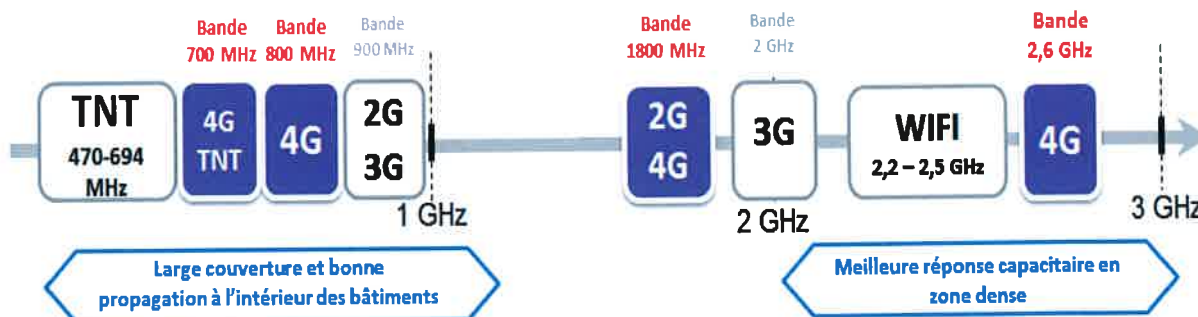 Bande
700 MHz
Bande
800 MHz
Bande
900 MHz
Bande
1800 MHz
Bande
2 GHz
Bande
2,6 GHz
TNT
470-694
MHz
4G
TNT
4G
2G
3G
2G
4G
3G
WIFI
2,2 – 2,5 GHz
4G
1 GHz
2 GHz
3 GHz
Large couverture et bonne
propagation à l'intérieur des bâtiments
Meilleure réponse capacitaire en
zone dense